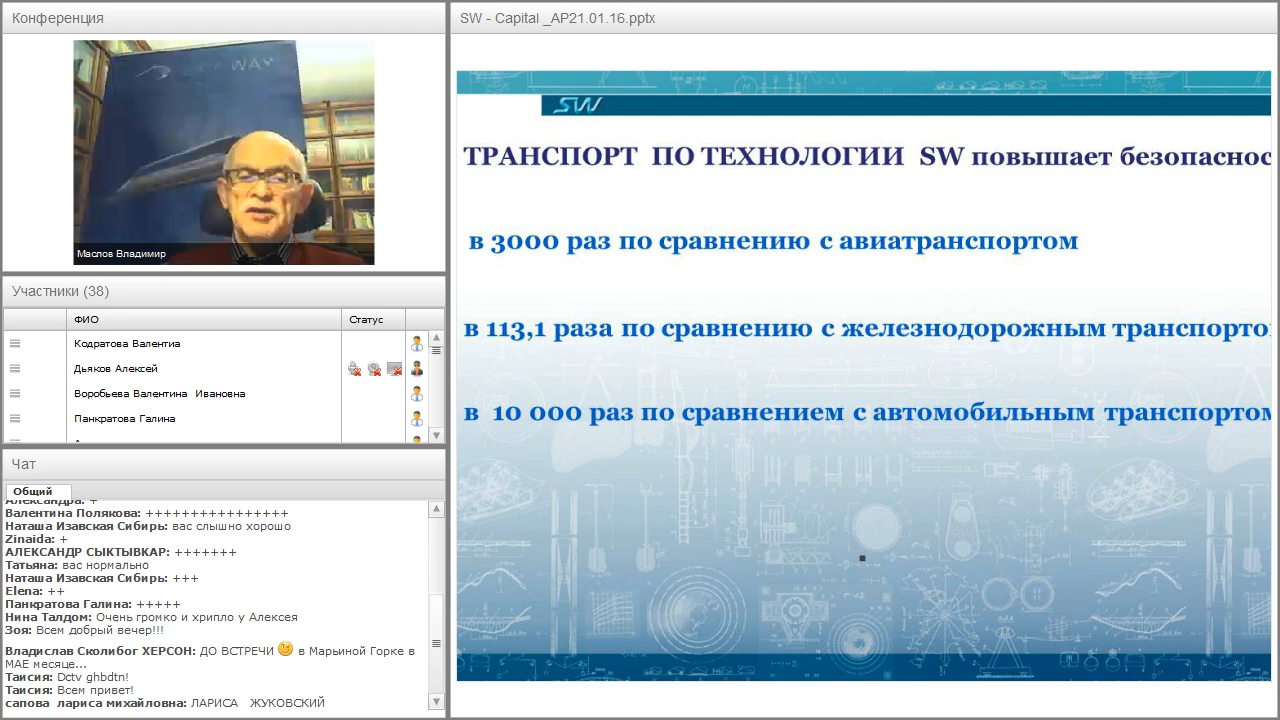 Конференция
WAY
Маслов Владимир
Участники (38)
ФИО Статус
Кодратова Валентиа
Дьяков Алексей
Воробьева Валентина Ивановна
Панкратова Галина
Чат
Общий
Александра: +
Валентина Полякова: ++++++++++++++++
Наташа Изавская Сибирь: вас слышно хорошо
Zinaida: +
АЛЕКСАНДР СЫКТЫВКАР: +++++++
Татьяна: вас нормально
Наташа Изавская Сибирь: +++
Elena: ++
Панкратова Галина: +++++
Нина Талдом: Очень громко и хрипло у Алексея
Зоя: Всем добрый вечер!!!
Владислав Сколибог ХЕРСОН: ДО ВСТРЕЧИ в Марьиной Горке в
МАЕ месяце...
Таисия: Dctv ghbdtn!
Таисия: Всем привет!
сапова лариса михайловна: ЛАРИСА ЖУКОВСКИЙ
SW - Capital _AP21.01.16.pptx
SW
ТРАНСПОРТ ПО ТЕХНОЛОГИИ SW повышает безопаснос
в 3000 раз по сравнению с авиатранспортом
в 113,1 раза по сравнению с железнодорожным транспорто
в 10 000 раз по сравнением с автомобильным транспортом